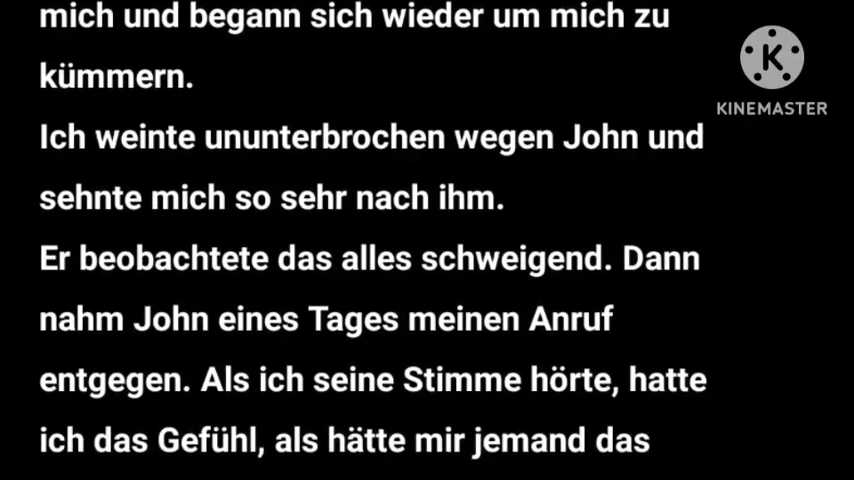 mich und begann sich wieder um mich zu
kümmern.
Ich weinte ununterbrochen wegen John und
sehnte mich so sehr nach ihm.
Er beobachtete das alles schweigend. Dann
nahm John eines Tages meinen Anruf
entgegen. Als ich seine Stimme hörte, hatte
ich das Gefühl, als hätte mir jemand das
K
KINEMASTER